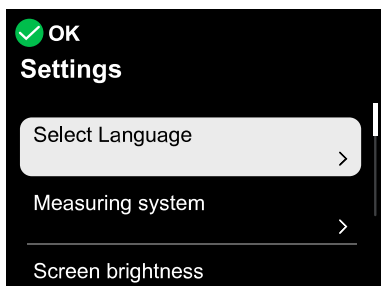 OK
Settings
Select Language
Measuring system
Screen brightness